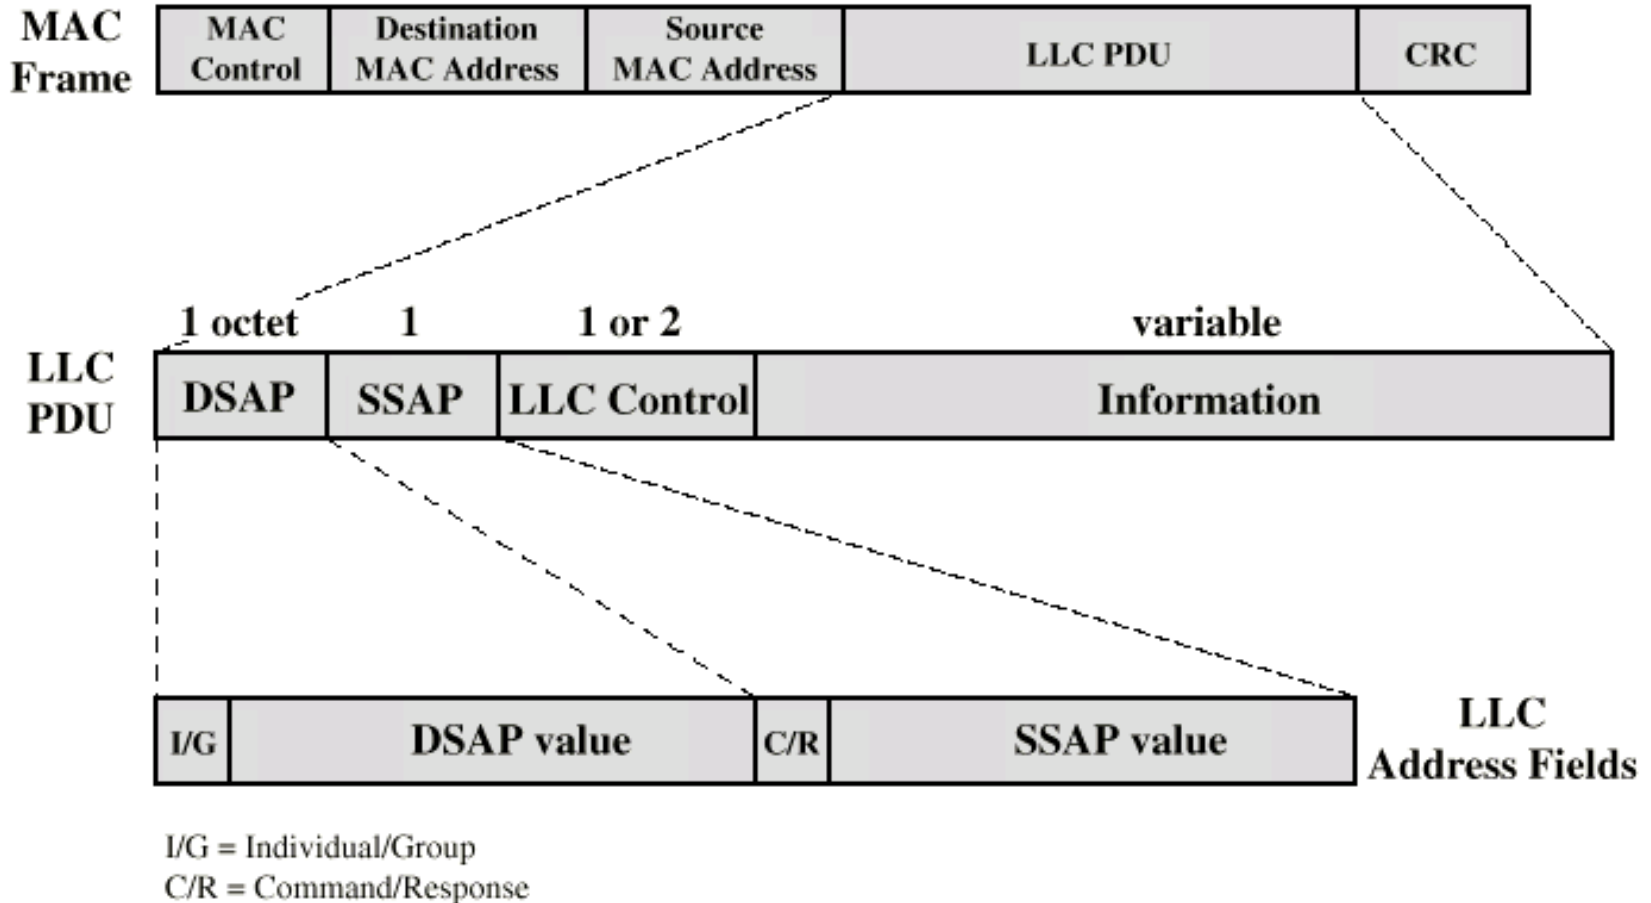 MAC
Frame
MAC
Control
Destination
MAC Address
Source
MAC Address
LLC PDU
CRC
1 octet
1
1 or 2
variable
LLC
PDU
DSAP
SSAP
LLC Control
Information
I/G
DSAP value
C/R
SSAP value
LLC
Address Fields
I/G = Individual/Group
C/R = Command/Response